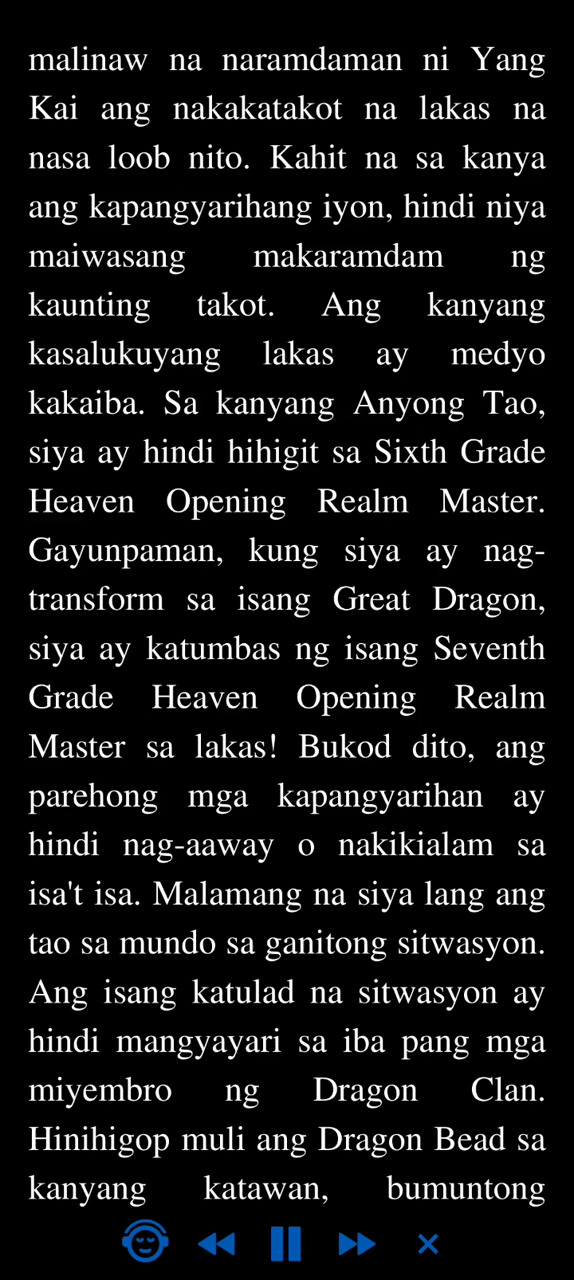 malinaw na naramdaman ni Yang
Kai ang nakakatakot na lakas na
nasa loob nito. Kahit na sa kanya
ang kapangyarihang iyon, hindi niya
maiwasang makaramdam ng
kaunting takot. Ang kanyang
kasalukuyang lakas ay medyo
kakaiba. Sa kanyang Anyong Tao,
siya ay hindi hihigit sa Sixth Grade
Heaven Opening Realm Master.
Gayunpaman, kung siya ay nag-
transform sa isang Great Dragon,
siya ay katumbas ng isang Seventh
Grade Heaven Opening Realm
Master sa lakas! Bukod dito, ang
parehong mga kapangyarihan ay
hindi nag-aaway o nakikialam sa
isa't isa. Malamang na siya lang ang
tao sa mundo sa ganitong sitwasyon.
Ang isang katulad na sitwasyon ay
hindi mangyayari sa iba pang mga
miyembro ng Dragon Clan.
Hinihigop muli ang Dragon Bead sa
kanyang katawan, bumuntong